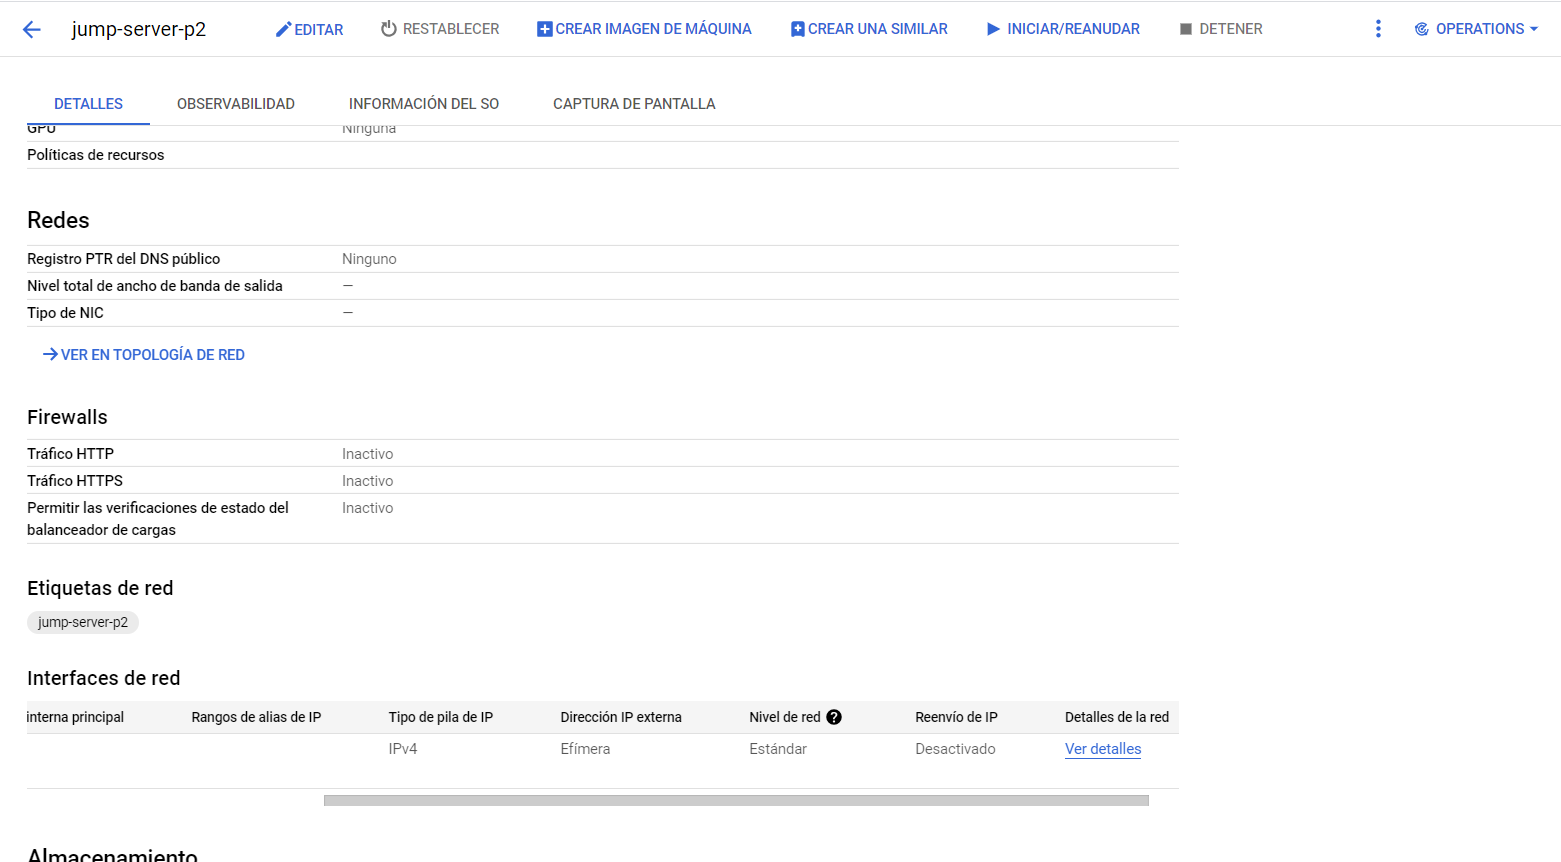 jump-server-p2 EDITAR RESTABLECER CREAR IMAGEN DE MÁQUINA CREAR UNA SIMILAR INICIAR/REANUDAR DETENER OPERATIONS
DETALLES OBSERVABILIDAD INFORMACIÓN DEL SO CAPTURA DE PANTALLA
GPU Ninguna
Políticas de recursos
Redes
Registro PTR del DNS público Ninguno
Nivel total de ancho de banda de salida —
Tipo de NIC —
VER EN TOPOLOGÍA DE RED
Firewalls
Tráfico HTTP Inactivo
Tráfico HTTPS Inactivo
Permitir las verificaciones de estado del Inactivo
balanceador de cargas
Etiquetas de red
jump-server-p2
Interfaces de red
interna principal Rangos de alias de IP Tipo de pila de IP Dirección IP externa Nivel de red ? Reenvío de IP Detalles de la red
IPv4 Efímera Estándar Desactivado Ver detalles
Almacenamiento